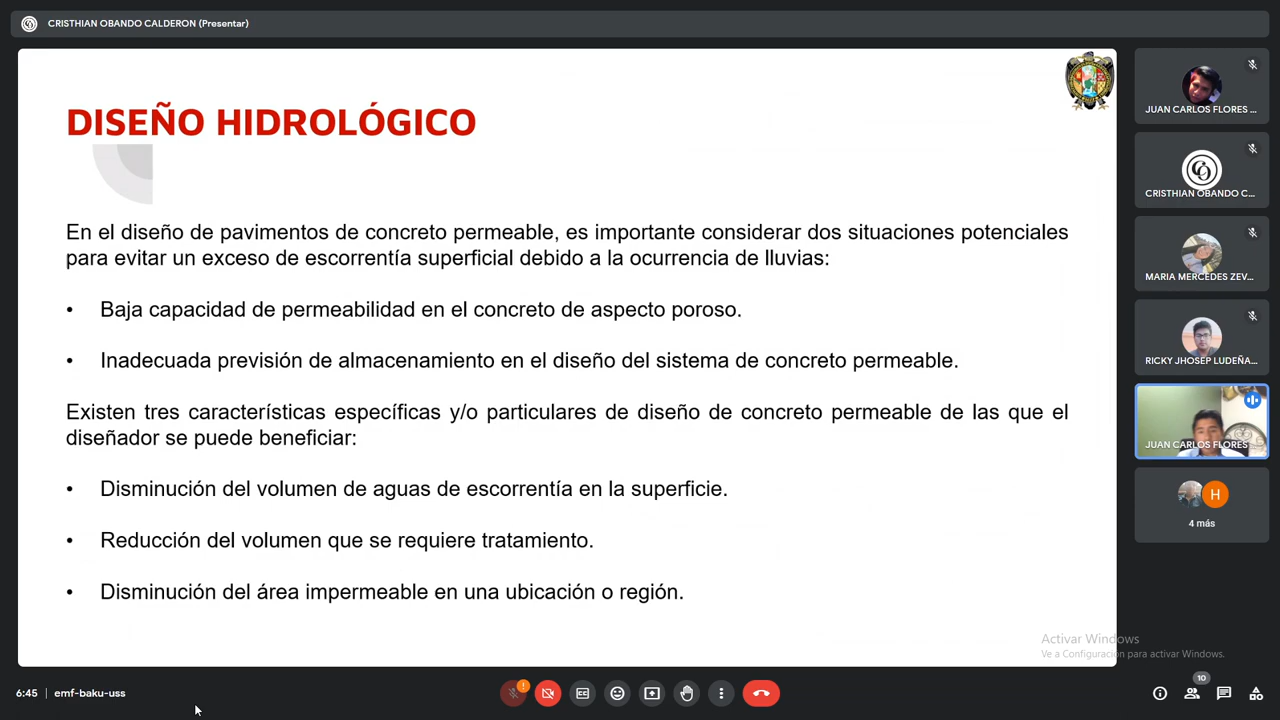 CRISTHIAN OBANDO CALDERON (Presentar)
DISEÑO HIDROLÓGICO
En el diseño de pavimentos de concreto permeable, es importante considerar dos situaciones potenciales
para evitar un exceso de escorrentía superficial debido a la ocurrencia de lluvias:
• Baja capacidad de permeabilidad en el concreto de aspecto poroso.
• Inadecuada previsión de almacenamiento en el diseño del sistema de concreto permeable.
Existen tres características específicas y/o particulares de diseño de concreto permeable de las que el
diseñador se puede beneficiar:
• Disminución del volumen de aguas de escorrentía en la superficie.
• Reducción del volumen que se requiere tratamiento.
• Disminución del área impermeable en una ubicación o región.
JUAN CARLOS FLORES ...
CRISTHIAN OBANDO C...
MARIA MERCEDES ZEV...
RICKY JHOSEP LUDEÑA...
JUAN CARLOS FLORES
H
4 más
Activar Windows
Ve a Configuración para activar Windows.
6:45 | emf-baku-uss
10